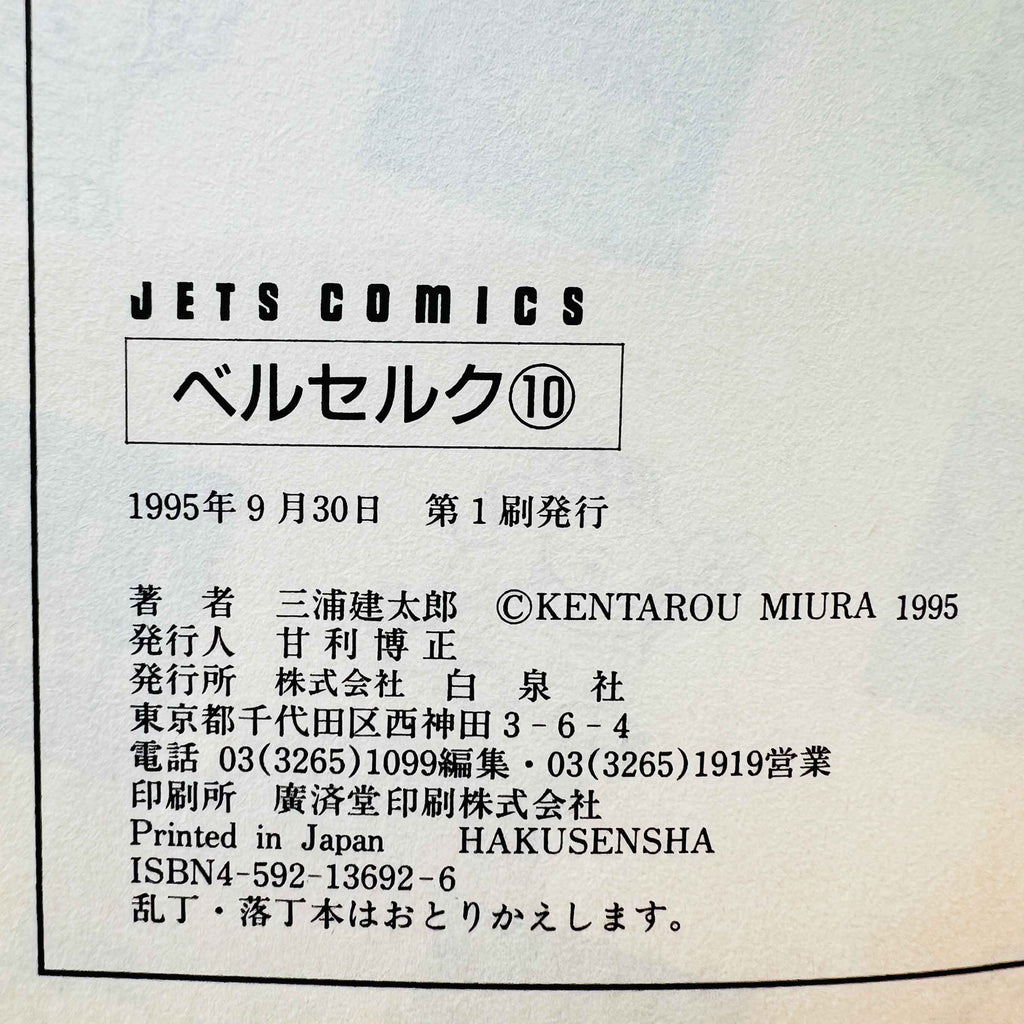 JETS COMICS
ベルセルク⑩
1995年9月30日　第1刷発行
著　者　三浦建太郎　©KENTAROU MIURA 1995
発行人　甘利博正
発行所　株式会社　白　泉　社
東京都千代田区西神田3-6-4
電話 03(3265)1099編集・03(3265)1919営業
印刷所　廣済堂印刷株式会社
Printed in Japan　HAKUSENSHA
ISBN4-592-13692-6
乱丁・落丁本はおとりかえします。